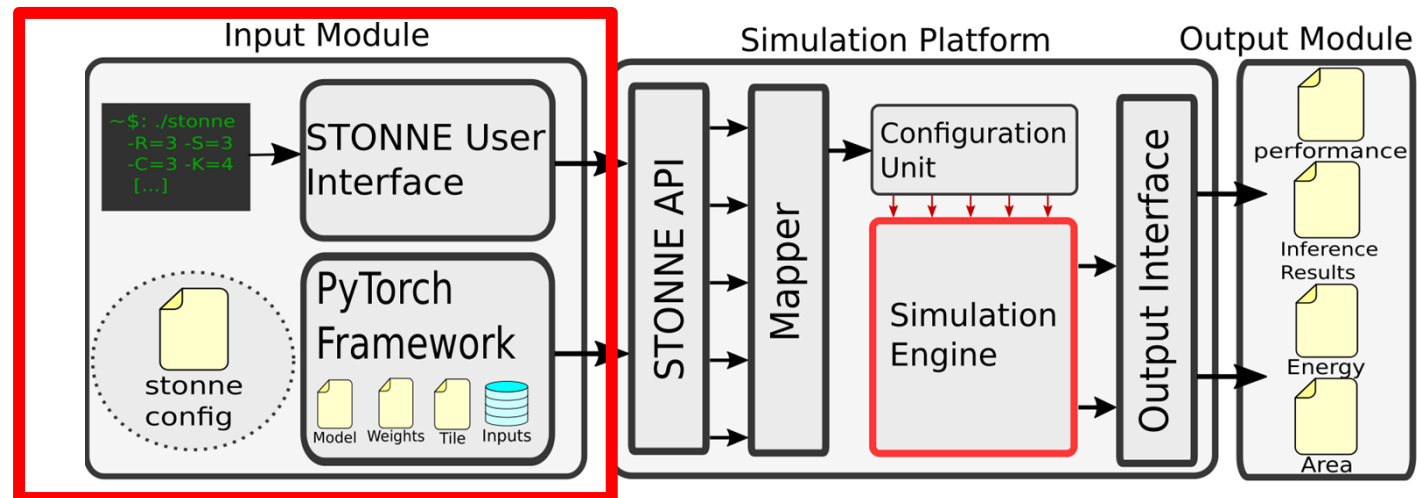 Input Module
~$: ./stonne
-R=3 -S=3
-C=3 -K=4
[...]
STONNE User
Interface
stonne
config
PyTorch
Framework
Model
Weights
Tile
Inputs
Simulation Platform
STONNE API
Mapper
Configuration
Unit
Simulation
Engine
Output Interface
Output Module
performance
Inference
Results
Energy
Area